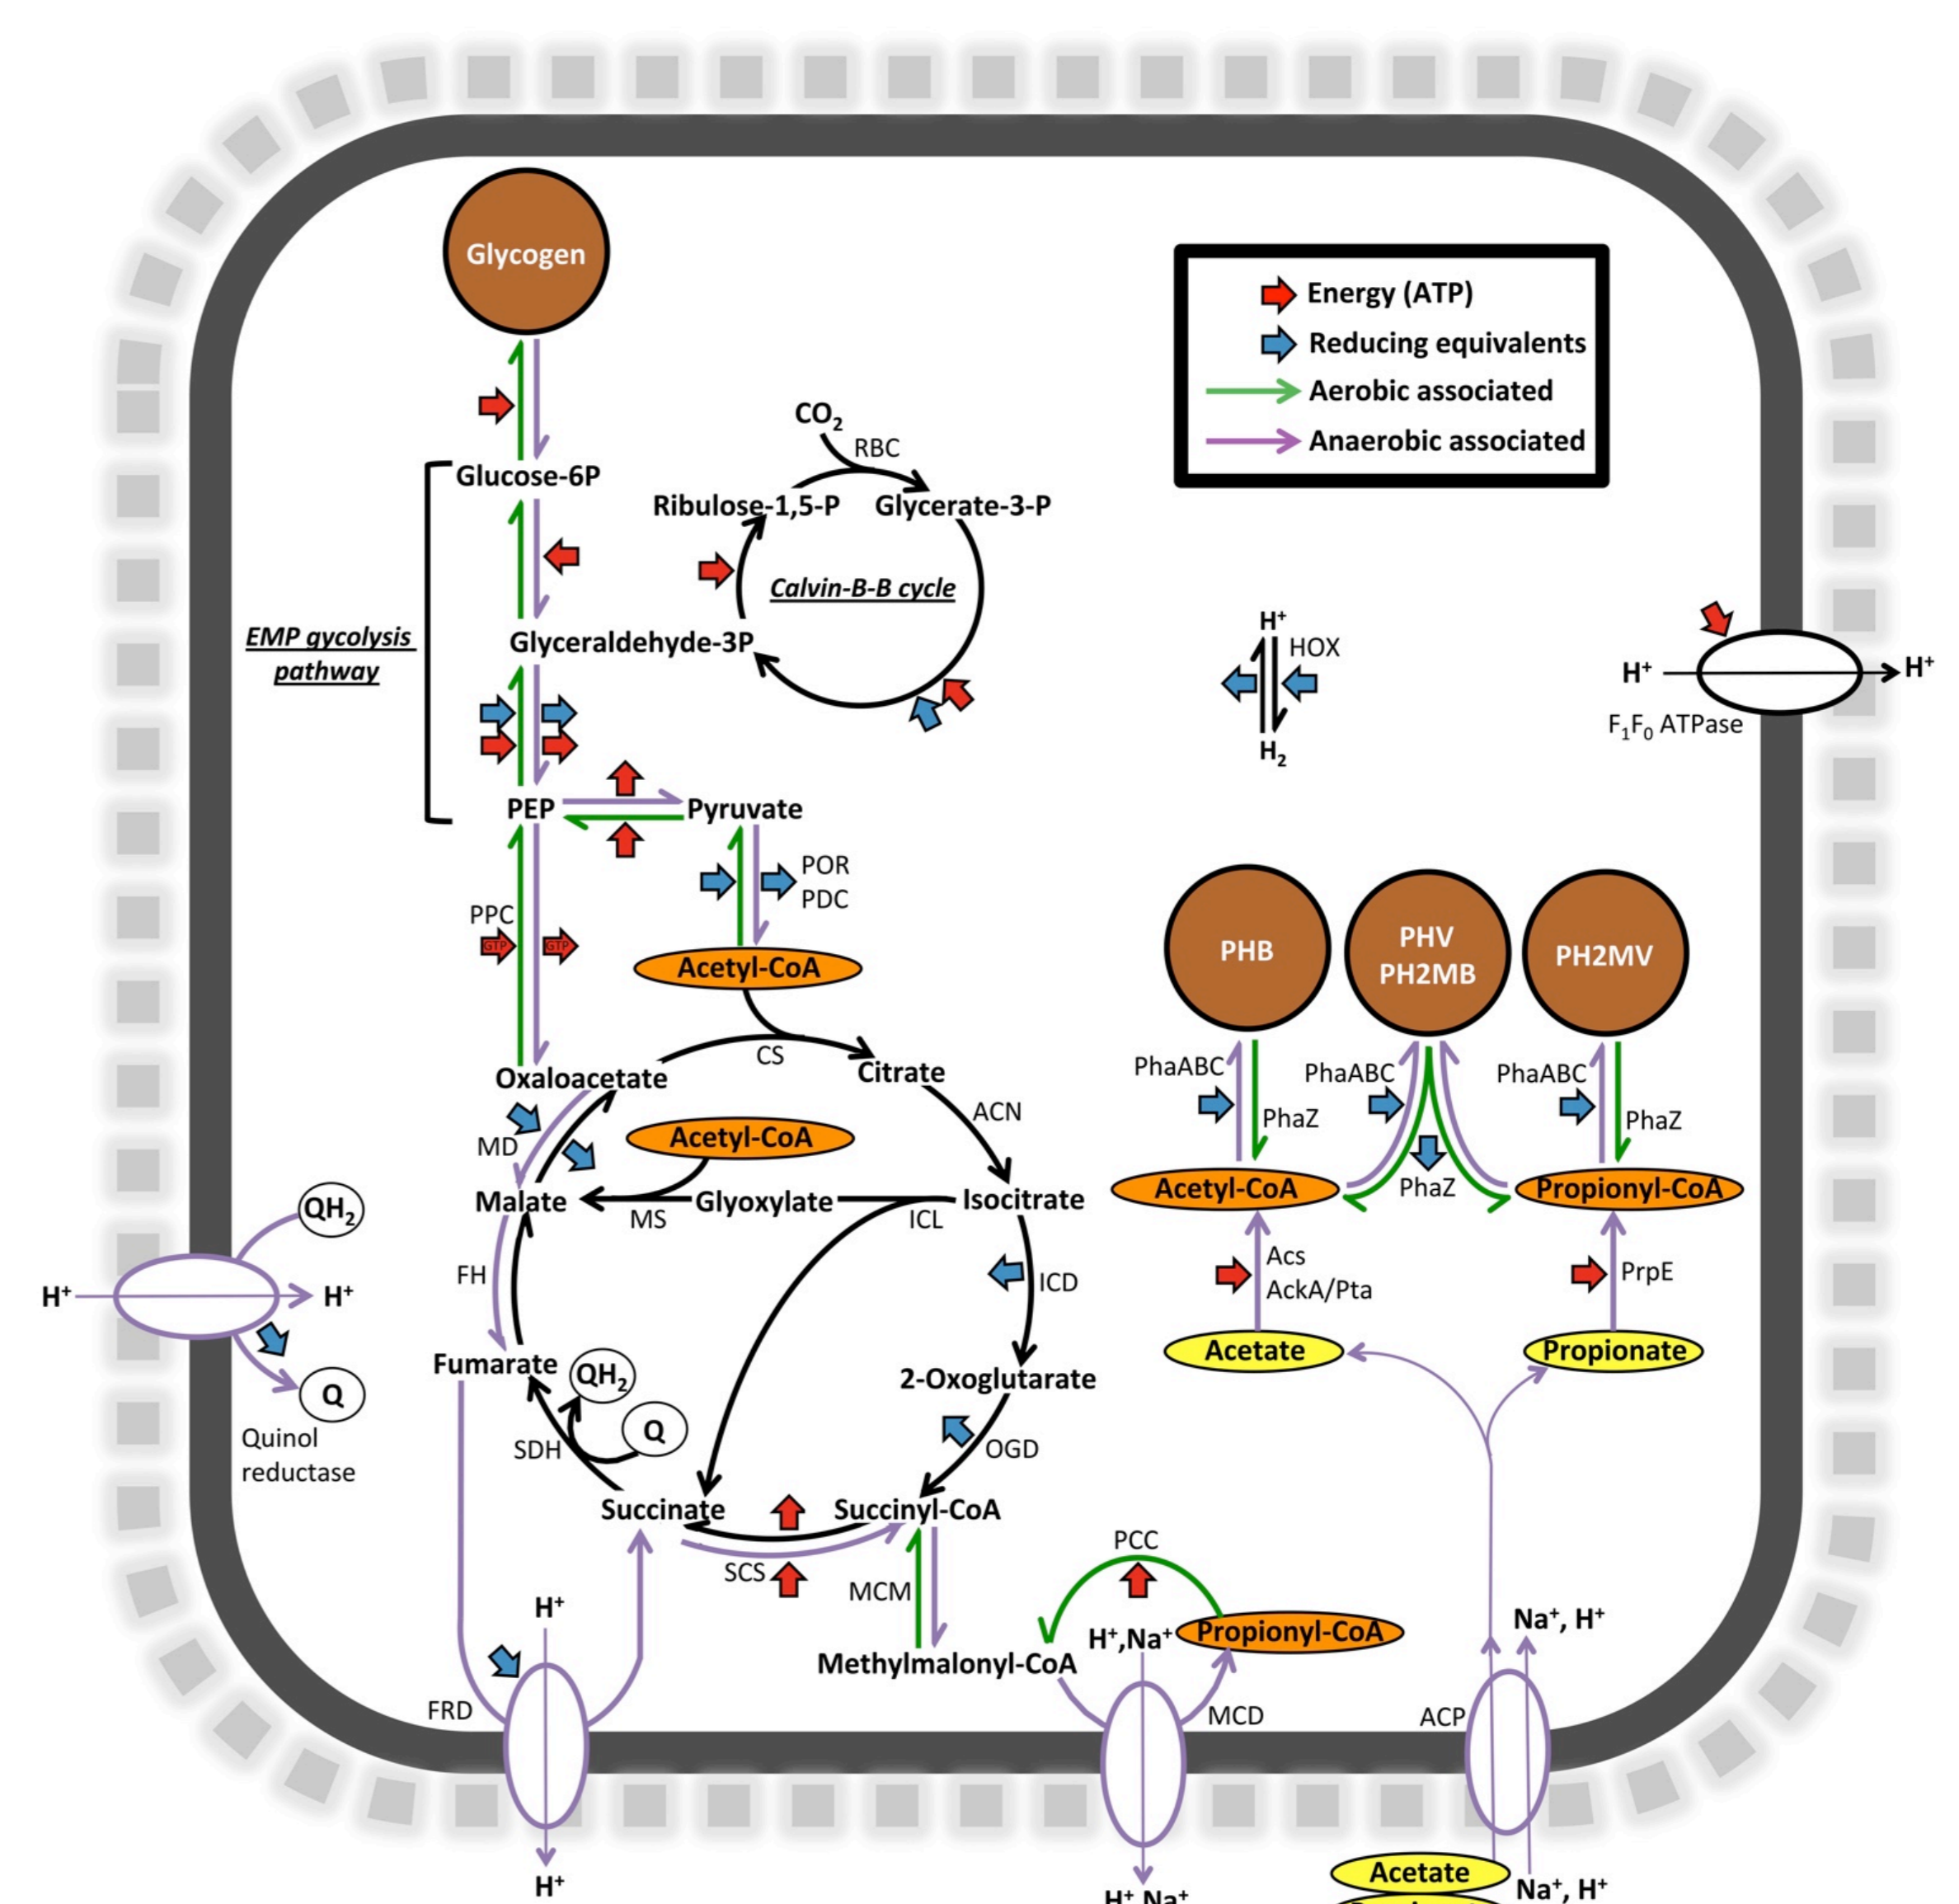 Glycogen
Energy (ATP)
Reducing equivalents
Aerobic associated
Anaerobic associated
CO2
RBC
Glucose-6P
Ribulose-1,5-P
Glycerate-3-P
Calvin-B-B cycle
EMP gycolysis
pathway
Glyceraldehyde-3P
H+
HOX
H2
H+
H+
F1F0 ATPase
PEP
Pyruvate
POR
PDC
PPC
GTP
GTP
Acetyl-CoA
PHB
PHV
PH2MB
PH2MV
CS
Oxaloacetate
Citrate
PhaABC
PhaABC
PhaABC
PhaZ
PhaZ
PhaZ
ACN
MD
Acetyl-CoA
Malate
MS
Glyoxylate
ICL
Isocitrate
Acetyl-CoA
Propionyl-CoA
QH2
H+
H+
Q
Quinol
reductase
FH
ICD
Acs
AckA/Pta
PrpE
Fumarate
QH2
Q
2-Oxoglutarate
Acetate
Propionate
SDH
OGD
Succinate
Succinyl-CoA
SCS
MCM
PCC
H+
H+,Na+
Propionyl-CoA
Na+, H+
Methylmalonyl-CoA
FRD
MCD
ACP
H+
H+ Na+
Acetate
Na+, H+